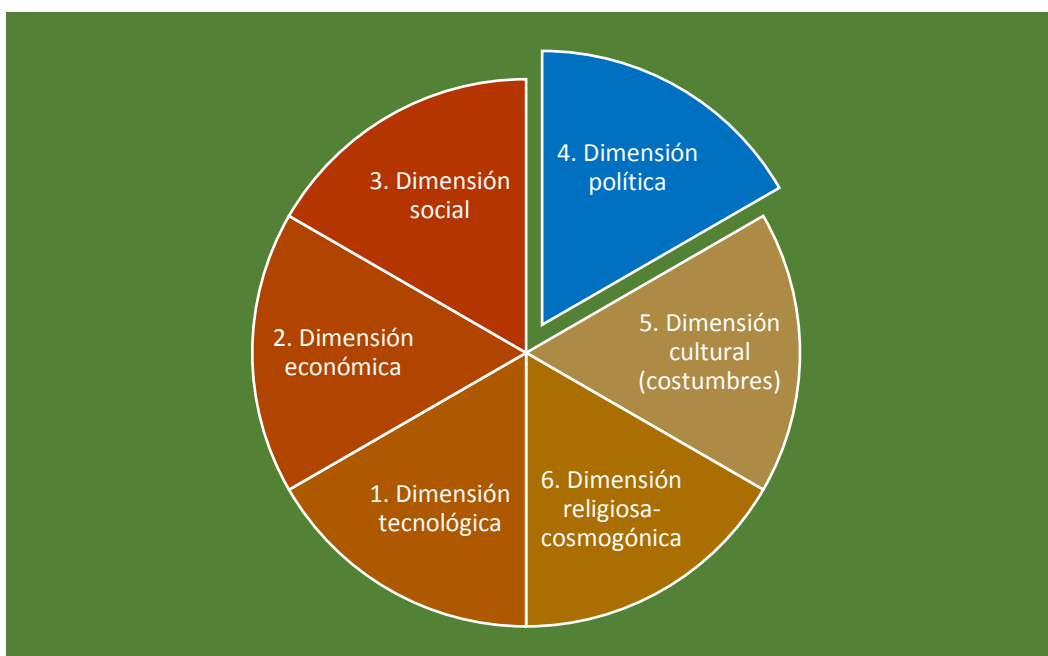 4. Dimensión
política
3. Dimensión
social
5. Dimensión
cultural
(costumbres)
2. Dimensión
económica
6. Dimensión
religiosa-
cosmogónica
1. Dimensión
tecnológica